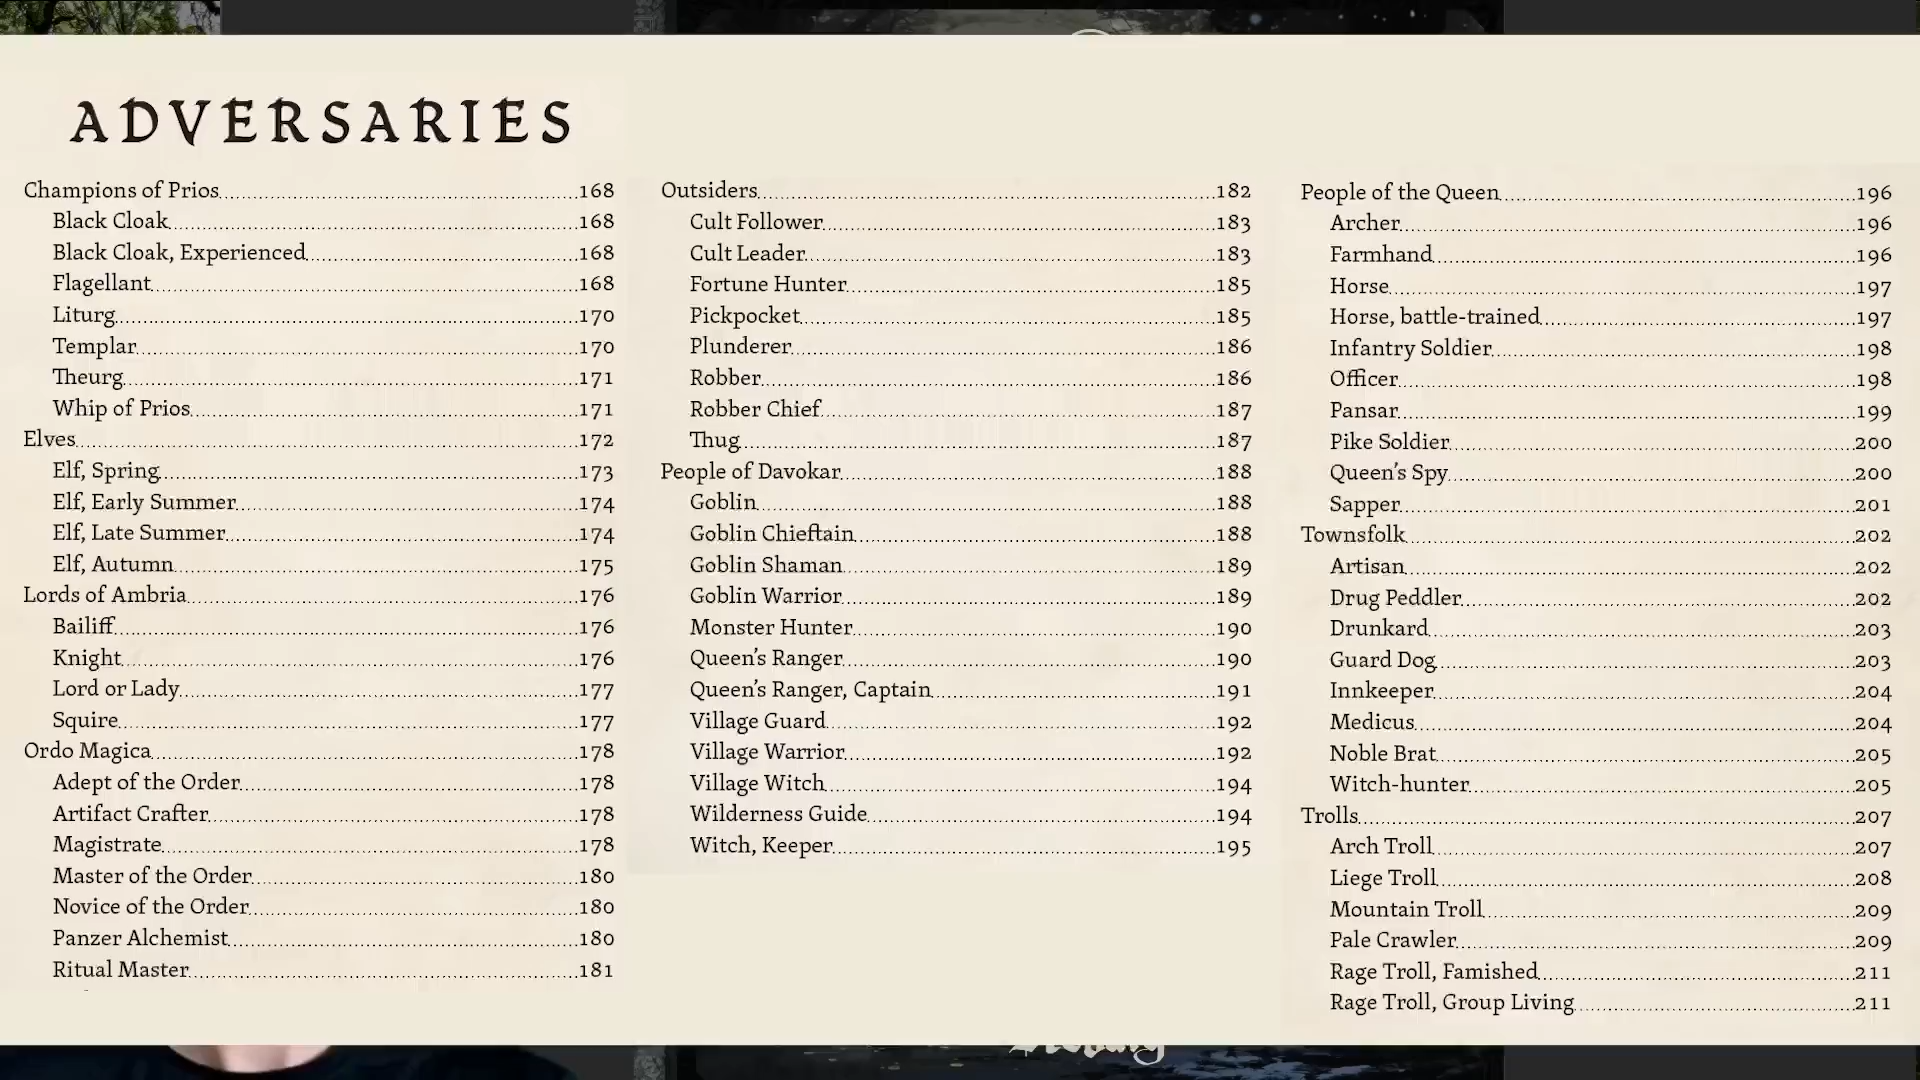 ADVERSARIES
Champions of Prios 168
Black Cloak 168
Black Cloak, Experienced 168
Flagellant 168
Liturg 170
Templar 170
Theurg 171
Whip of Prios 171
Elves 172
Elf, Spring 173
Elf, Early Summer 174
Elf, Late Summer 174
Elf, Autumn 175
Lords of Ambria 176
Bailiff 176
Knight 176
Lord or Lady 177
Squire 177
Ordo Magica 178
Adept of the Order 178
Artifact Crafter 178
Magistrate 178
Master of the Order 180
Novice of the Order 180
Panzer Alchemist 180
Ritual Master 181
Outsiders 182
Cult Follower 183
Cult Leader 183
Fortune Hunter 185
Pickpocket 185
Plunderer 186
Robber 186
Robber Chief 187
Thug 187
People of Davokar 188
Goblin 188
Goblin Chieftain 188
Goblin Shaman 189
Goblin Warrior 189
Monster Hunter 190
Queen’s Ranger 190
Queen’s Ranger, Captain 191
Village Guard 192
Village Warrior 192
Village Witch 194
Wilderness Guide 194
Witch, Keeper 195
People of the Queen 196
Archer 196
Farmhand 196
Horse 197
Horse, battle-trained 197
Infantry Soldier 198
Officer 198
Pansar 199
Pike Soldier 200
Queen’s Spy 200
Sapper 201
Townsfolk 202
Artisan 202
Drug Peddler 202
Drunkard 203
Guard Dog 203
Innkeeper 204
Medicus 204
Noble Brat 205
Witch-hunter 205
Trolls 207
Arch Troll 207
Liege Troll 208
Mountain Troll 209
Pale Crawler 209
Rage Troll, Famished 211
Rage Troll, Group Living 211